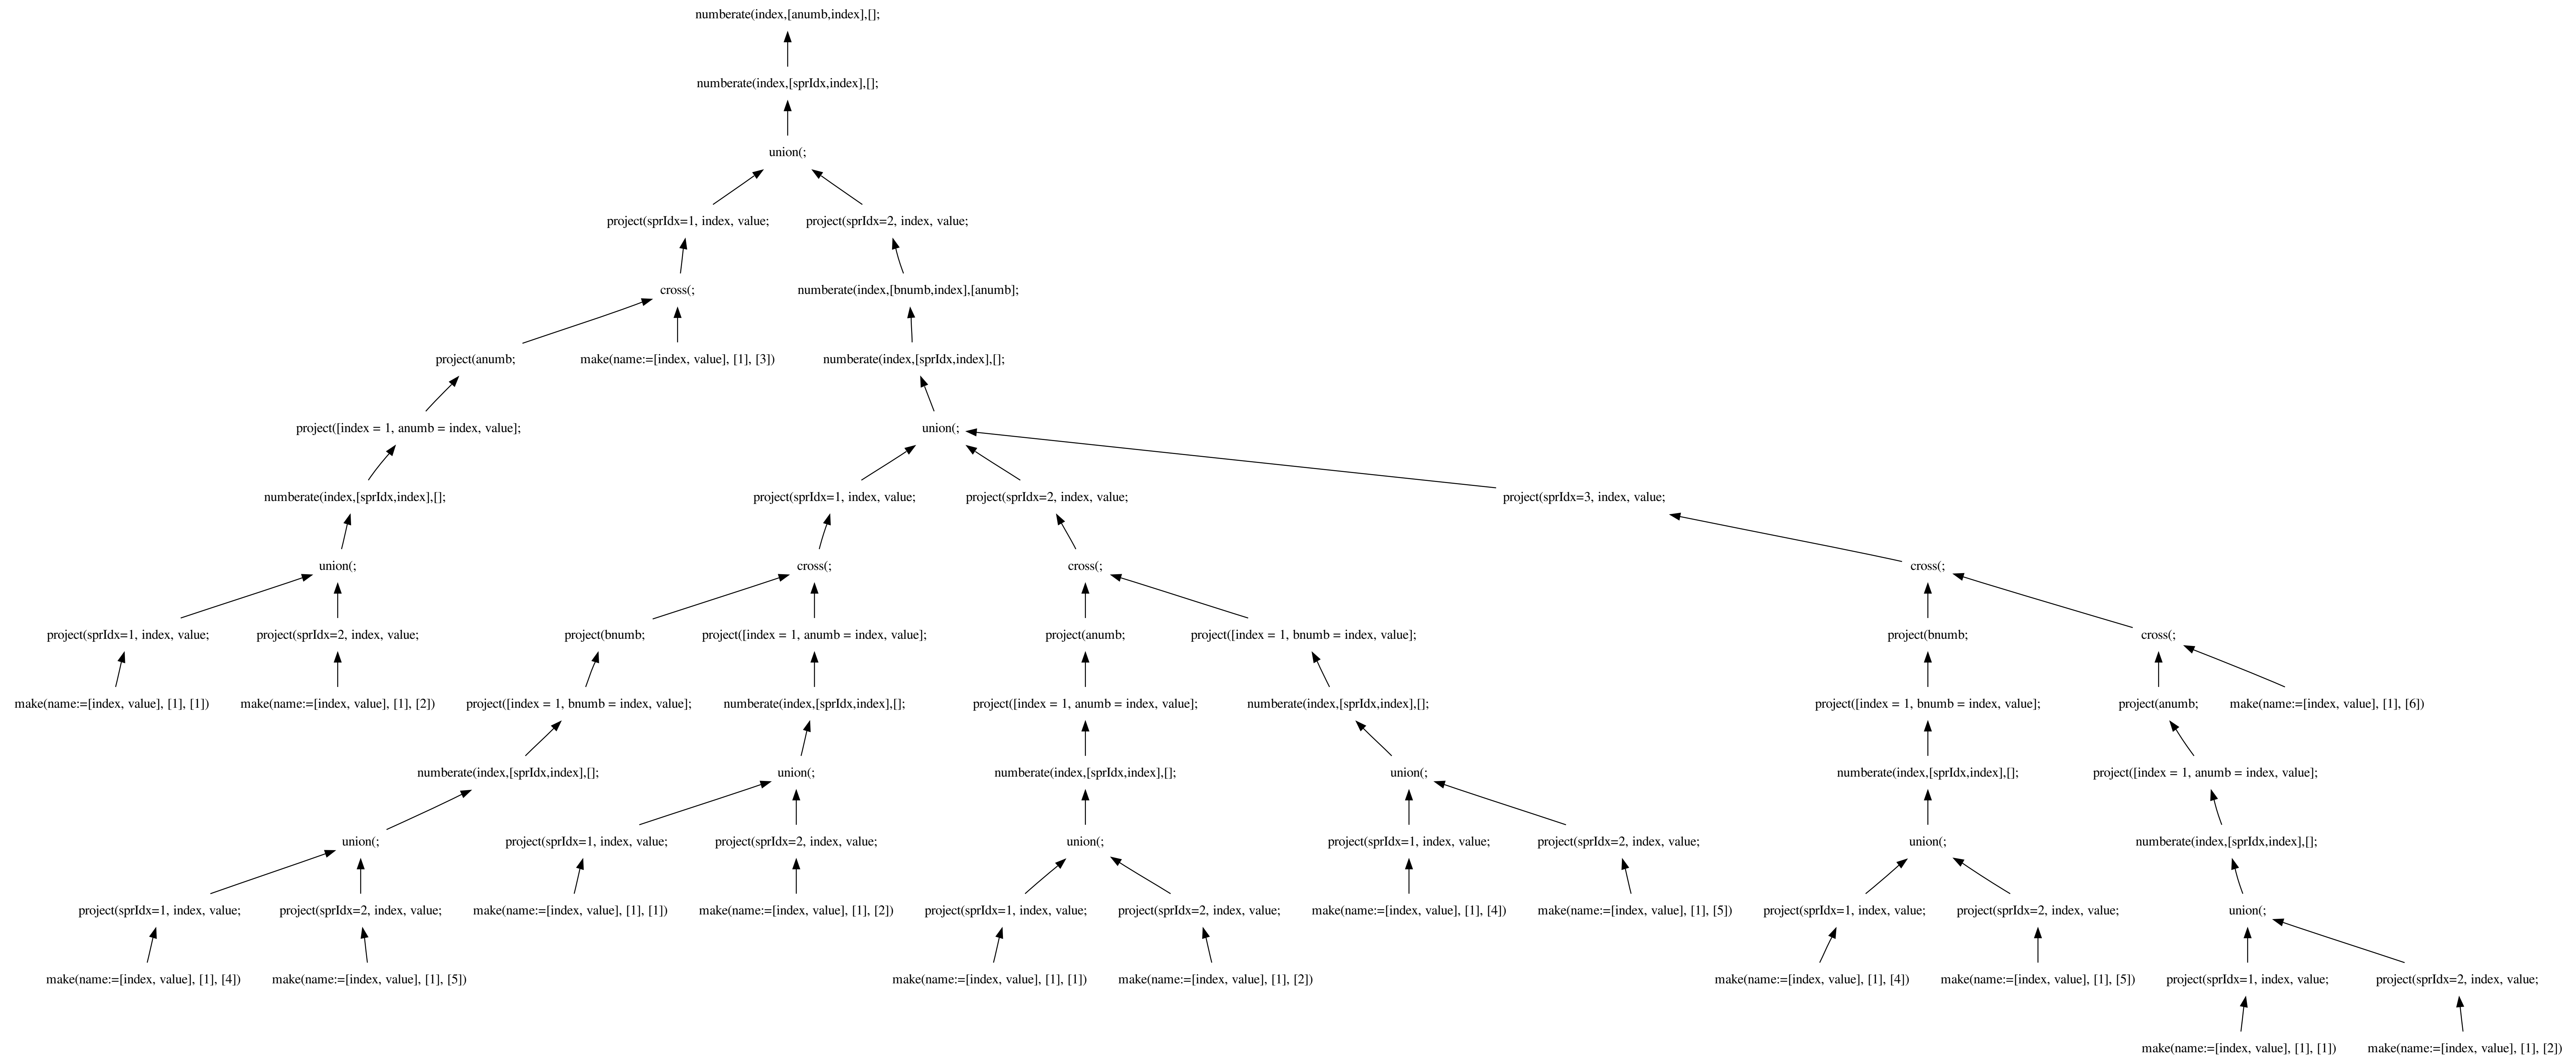 numberate(index,[anumb,index],[];
numberate(index,[sprIdx,index],[];
union(;
project(sprIdx=1, index, value;
project(sprIdx=2, index, value;
cross(;
numberate(index,[bnumb,index],[anumb];
project(anumb;
make(name:=[index, value], [1], [3])
numberate(index,[sprIdx,index],[];
project([index = 1, anumb = index, value];
union(;
numberate(index,[sprIdx,index],[];
project(sprIdx=1, index, value;
project(sprIdx=2, index, value;
project(sprIdx=3, index, value;
union(;
cross(;
cross(;
cross(;
project(sprIdx=1, index, value;
project(sprIdx=2, index, value;
project(bnumb;
project([index = 1, anumb = index, value];
project(anumb;
project([index = 1, bnumb = index, value];
project(bnumb;
cross(;
make(name:=[index, value], [1], [1])
make(name:=[index, value], [1], [2])
project([index = 1, bnumb = index, value];
numberate(index,[sprIdx,index],[];
project([index = 1, anumb = index, value];
numberate(index,[sprIdx,index],[];
project([index = 1, bnumb = index, value];
project(anumb;
make(name:=[index, value], [1], [6])
numberate(index,[sprIdx,index],[];
union(;
numberate(index,[sprIdx,index],[];
union(;
numberate(index,[sprIdx,index],[];
project([index = 1, anumb = index, value];
union(;
project(sprIdx=1, index, value;
project(sprIdx=2, index, value;
union(;
project(sprIdx=1, index, value;
project(sprIdx=2, index, value;
union(;
numberate(index,[sprIdx,index],[];
project(sprIdx=1, index, value;
project(sprIdx=2, index, value;
make(name:=[index, value], [1], [1])
make(name:=[index, value], [1], [2])
project(sprIdx=1, index, value;
project(sprIdx=2, index, value;
make(name:=[index, value], [1], [4])
make(name:=[index, value], [1], [5])
project(sprIdx=1, index, value;
project(sprIdx=2, index, value;
union(;
make(name:=[index, value], [1], [4])
make(name:=[index, value], [1], [5])
make(name:=[index, value], [1], [1])
make(name:=[index, value], [1], [2])
make(name:=[index, value], [1], [4])
make(name:=[index, value], [1], [5])
project(sprIdx=1, index, value;
project(sprIdx=2, index, value;
make(name:=[index, value], [1], [1])
make(name:=[index, value], [1], [2])